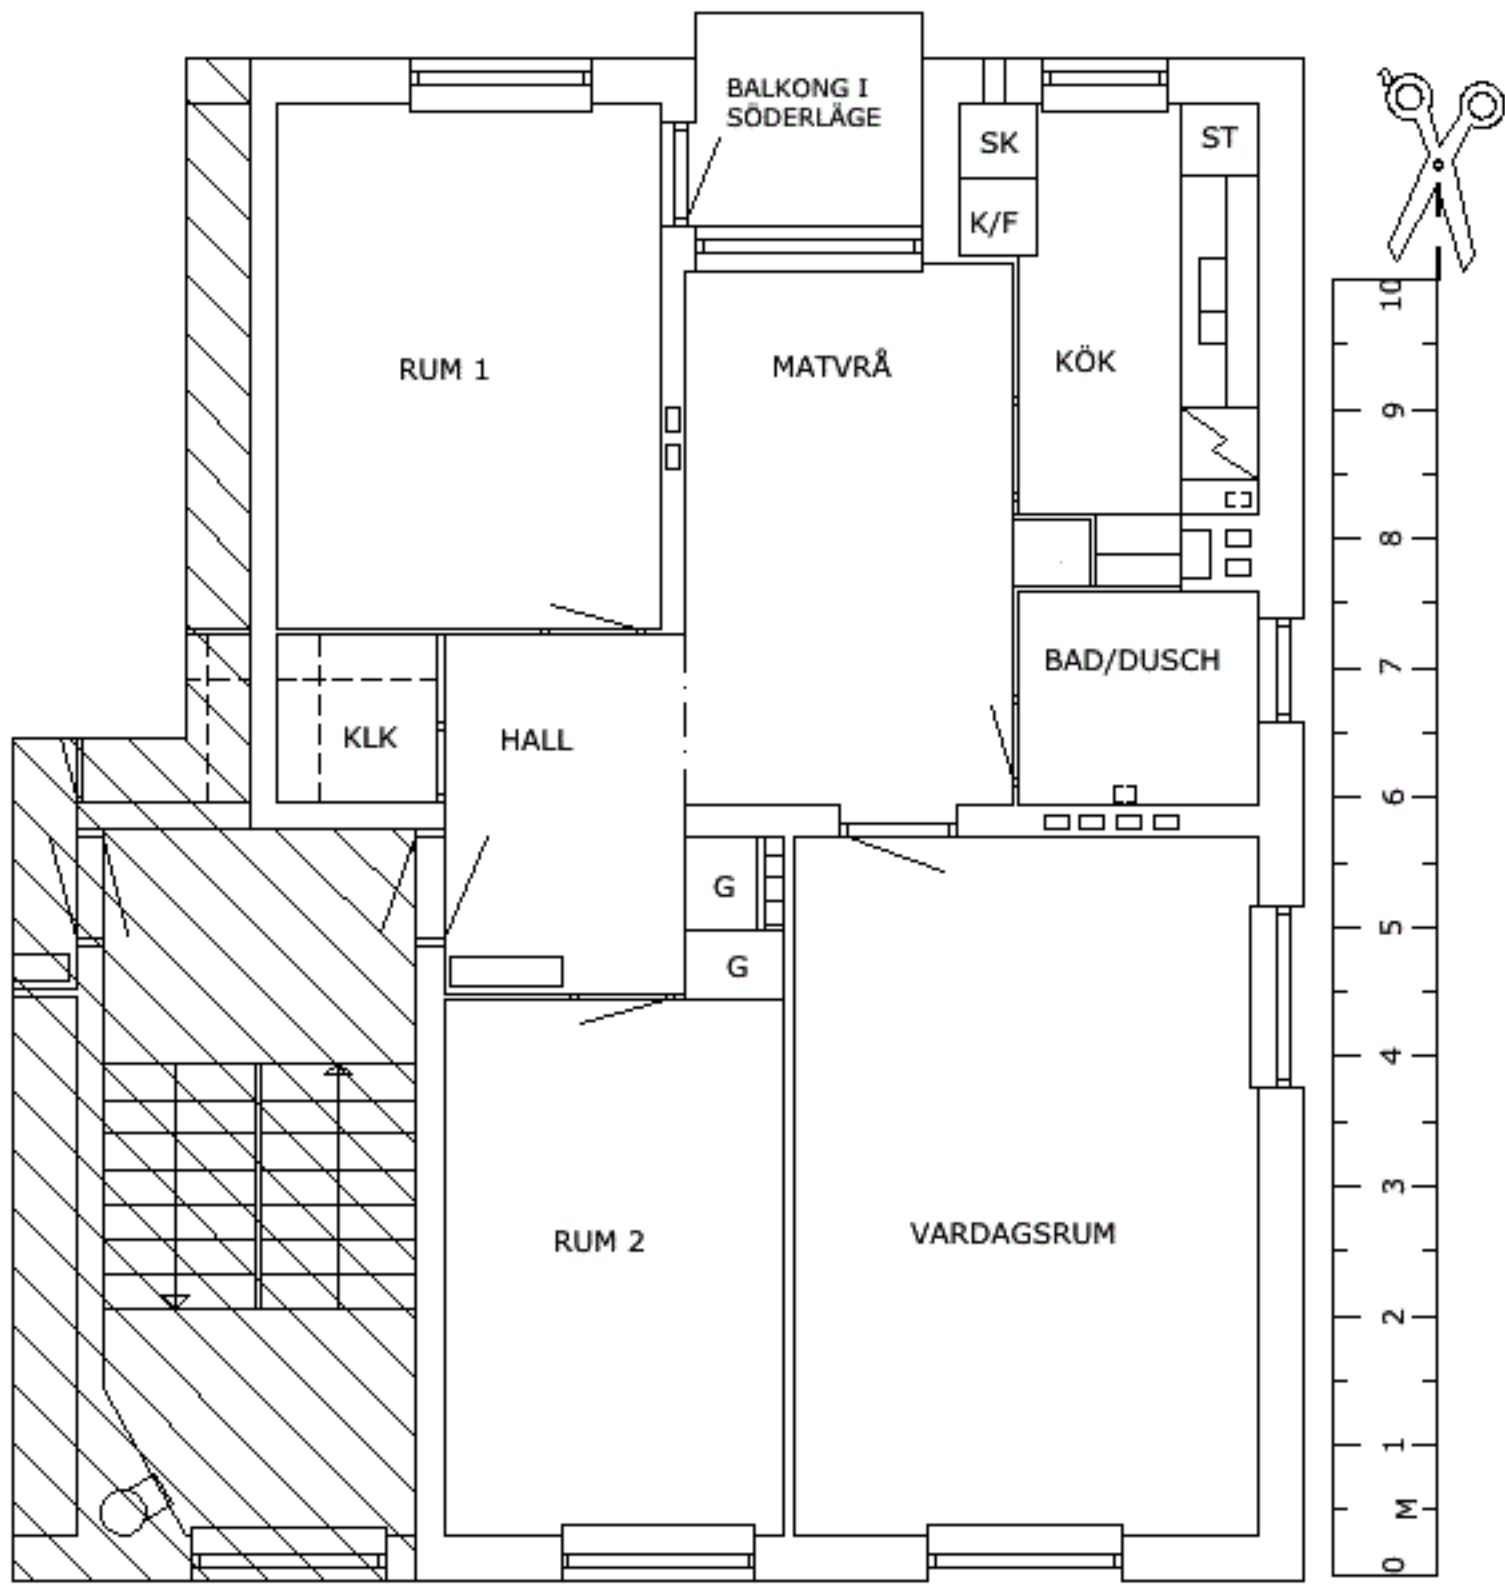 BALKONG I
SÖDERLÄGE
SK
ST
K/F
RUM 1
MATVRÅ
KÖK
BAD/DUSCH
KLK
HALL
G
G
RUM 2
VARDAGSRUM
10
9
8
7
6
5
4
3
2
1
M
0